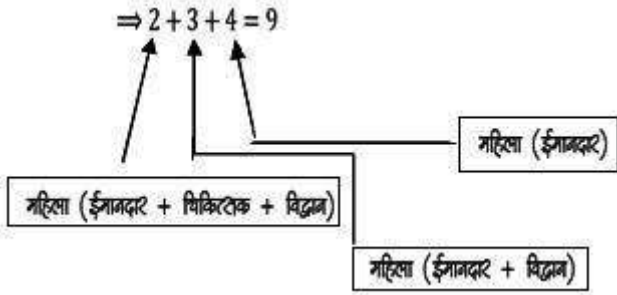 ⇒ 2 + 3 + 4 = 9
महिला (ईमानदार)
महिला (ईमानदार + चिकित्सक + विद्वान)
महिला (ईमानदार + विद्वान)